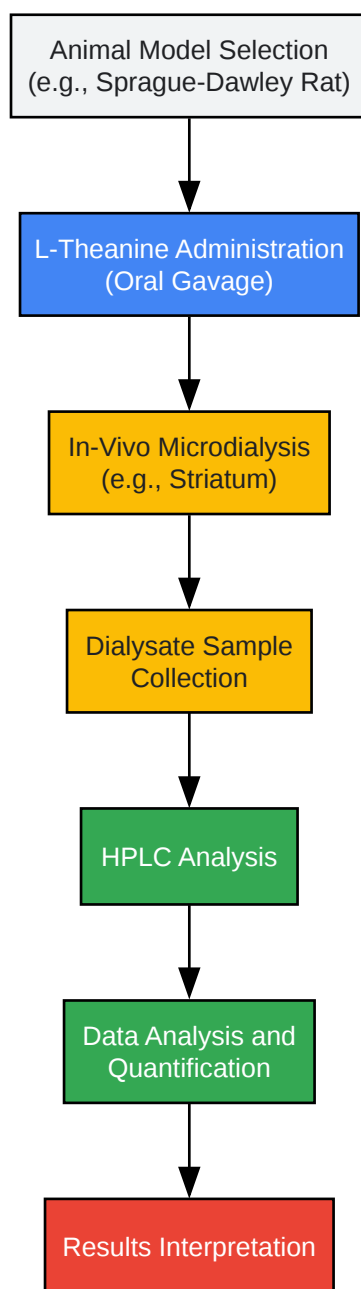 Animal Model Selection
(e.g., Sprague-Dawley Rat)
L-Theanine Administration
(Oral Gavage)
In-Vivo Microdialysis
(e.g., Striatum)
Dialysate Sample
Collection
HPLC Analysis
Data Analysis and
Quantification
Results Interpretation